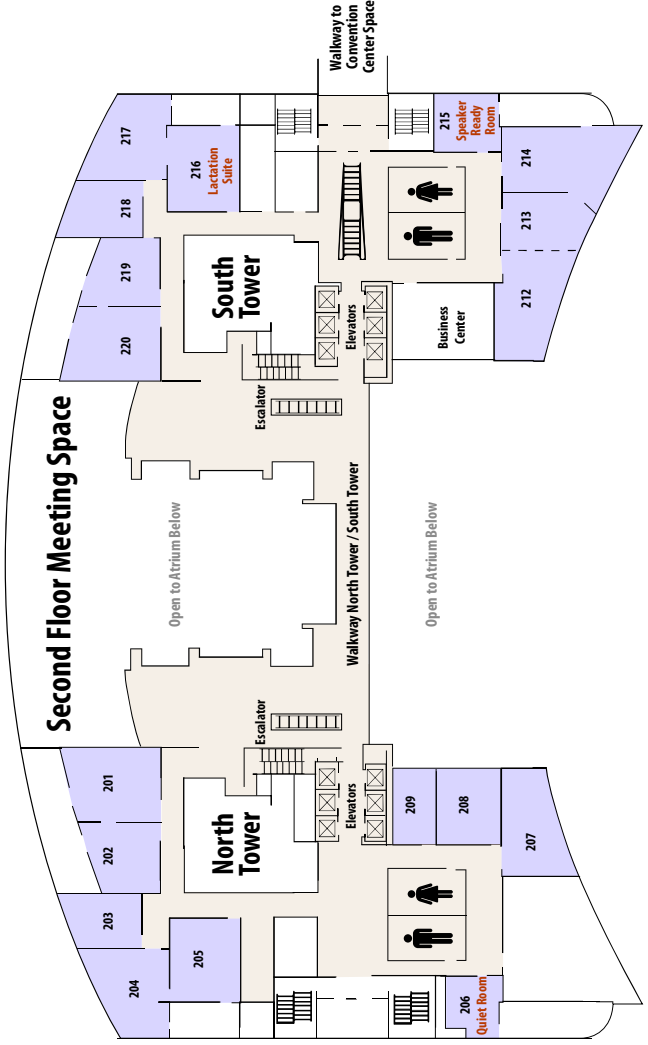 Second Floor Meeting Space
Walkway to
Convention
Center Space
217
218
219
220
216
Lactation
Suite
215
Speaker
Ready
Room
214
213
212
South
Tower
Elevators
Business
Center
Escalator
Open to Atrium Below
Walkway North Tower / South Tower
Open to Atrium Below
Escalator
201
202
203
204
205
North
Tower
Elevators
209
208
207
206
Quiet Room